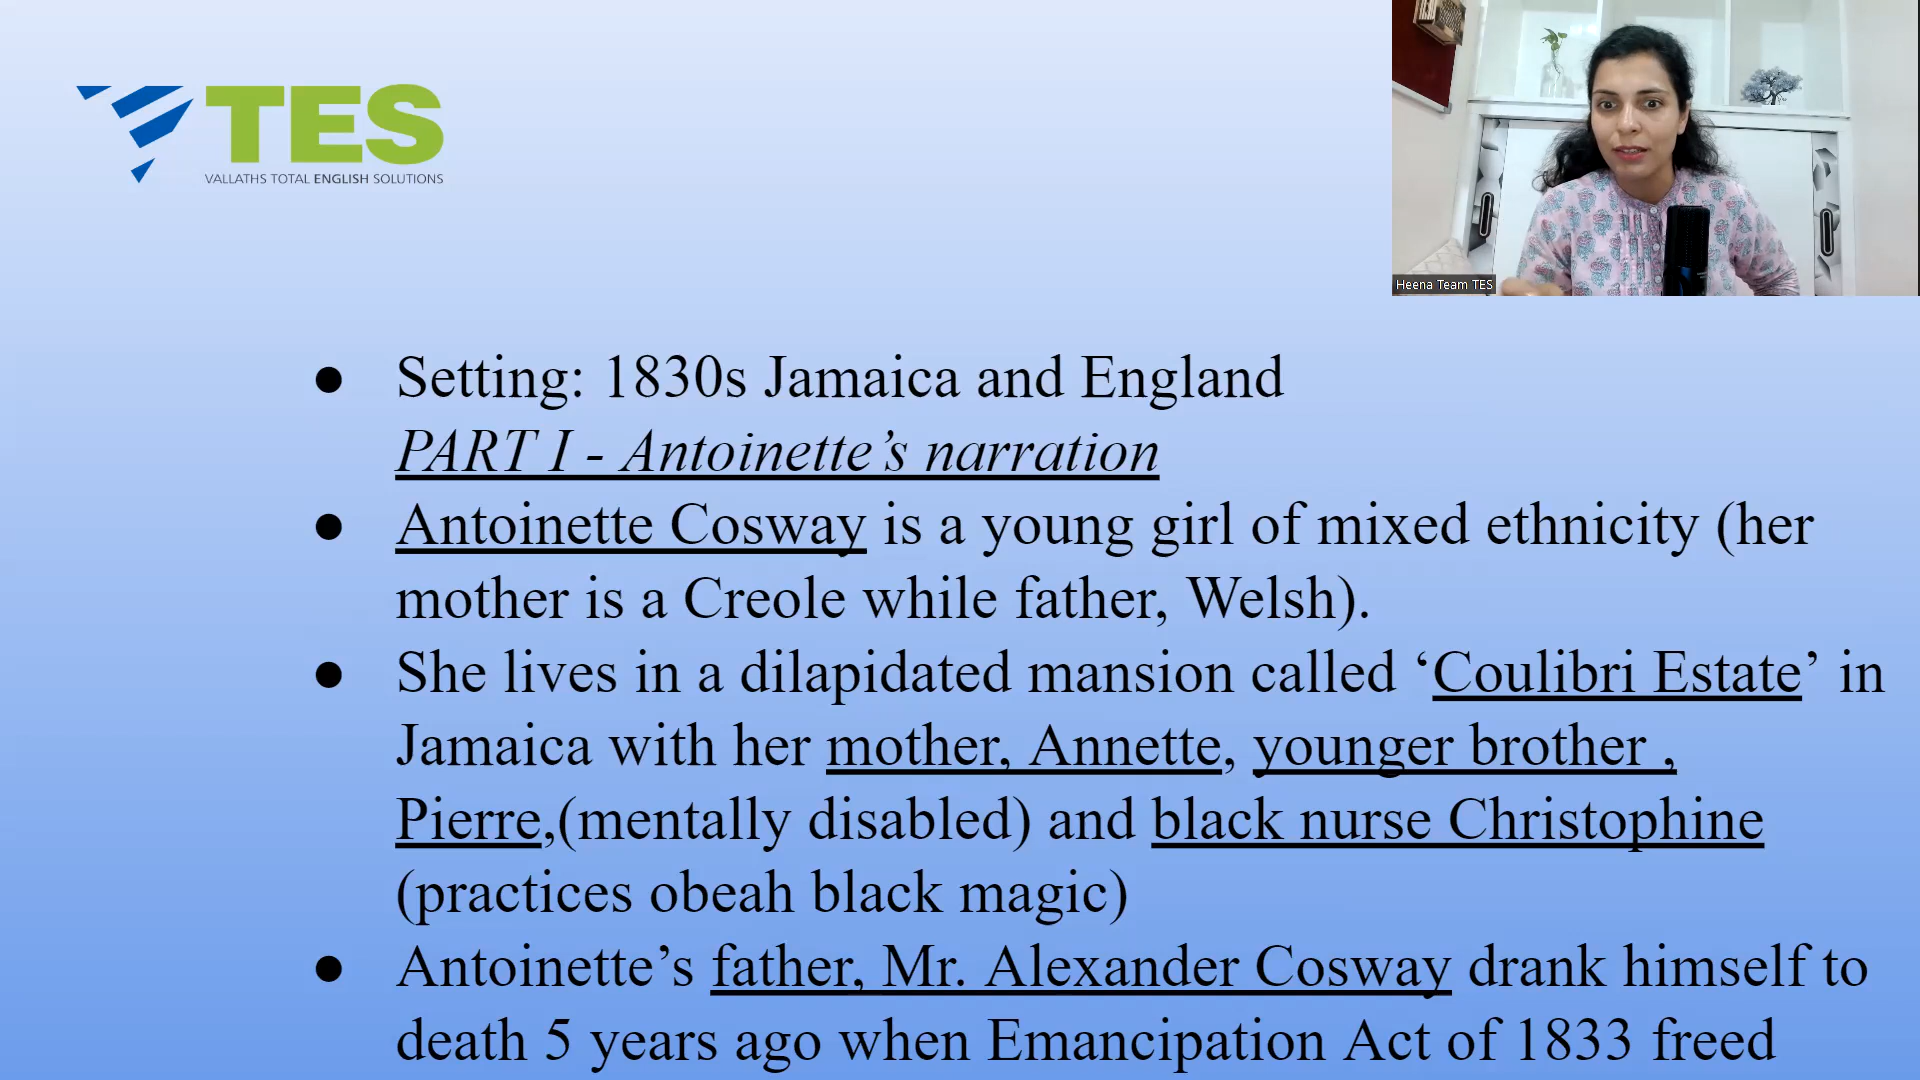 TES
VALLATHS TOTAL ENGLISH SOLUTIONS
Heena Team TES
● Setting: 1830s Jamaica and England
PART I - Antoinette’s narration
● Antoinette Cosway is a young girl of mixed ethnicity (her
mother is a Creole while father, Welsh).
● She lives in a dilapidated mansion called ‘Coulibri Estate’ in
Jamaica with her mother, Annette, younger brother ,
Pierre,(mentally disabled) and black nurse Christophine
(practices obeah black magic)
● Antoinette’s father, Mr. Alexander Cosway drank himself to
death 5 years ago when Emancipation Act of 1833 freed